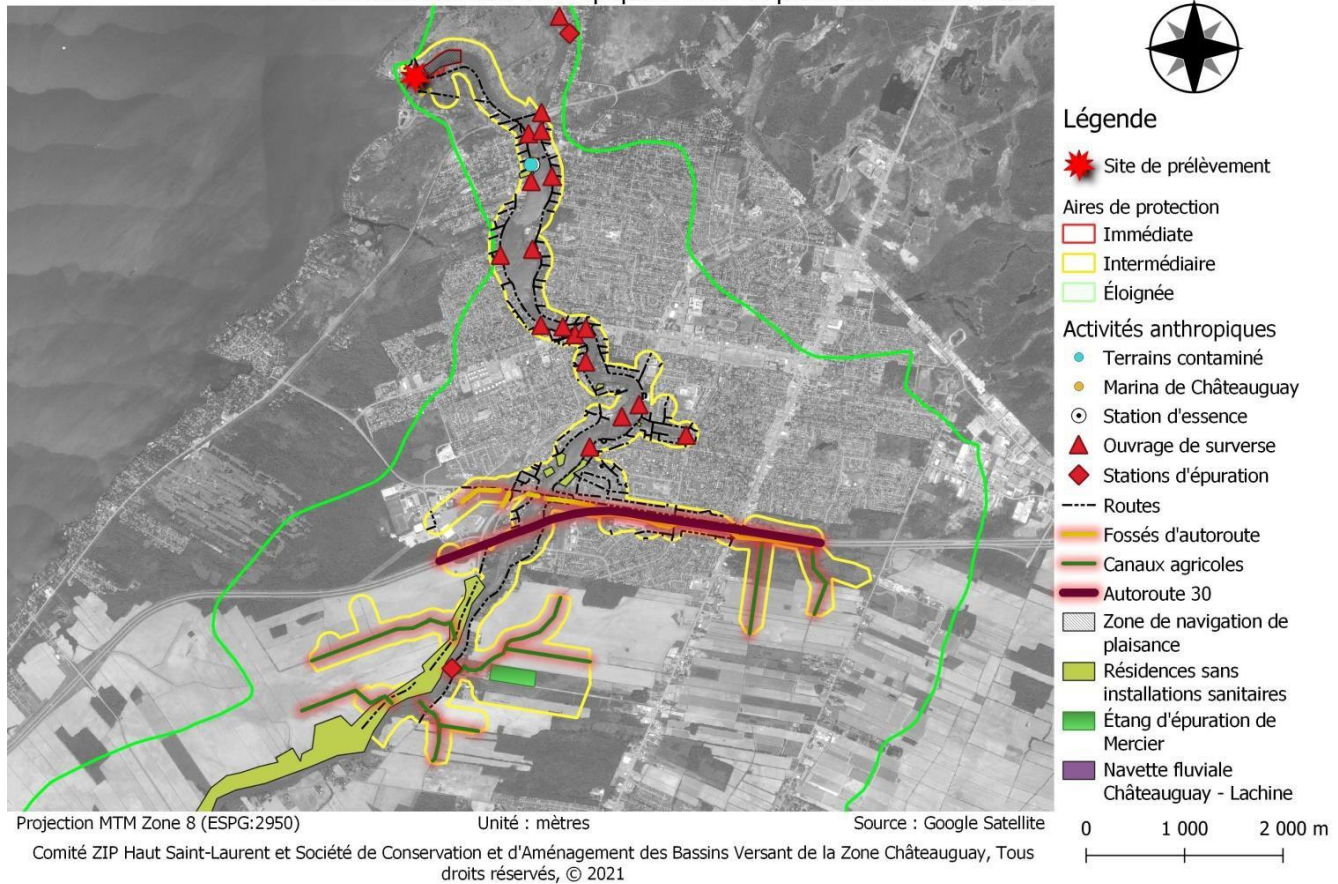 Légende
Site de prélèvement
Aires de protection
Immédiate
Intermédiaire
Éloignée
Activités anthropiques
Terrains contaminé
Marina de Châteauguay
Station d'essence
Ouvrage de surverse
Stations d'épuration
Routes
Fossés d'autoroute
Canaux agricoles
Autoroute 30
Zone de navigation de
plaisance
Résidences sans
installations sanitaires
Étang d'épuration de
Mercier
Navette fluviale
Châteauguay - Lachine
0 1 000 2 000 m
Projection MTM Zone 8 (ESPG:2950) Unité : mètres Source : Google Satellite
Comité ZIP Haut Saint-Laurent et Société de Conservation et d'Aménagement des Bassins Versant de la Zone Châteauguay, Tous
droits réservés, © 2021